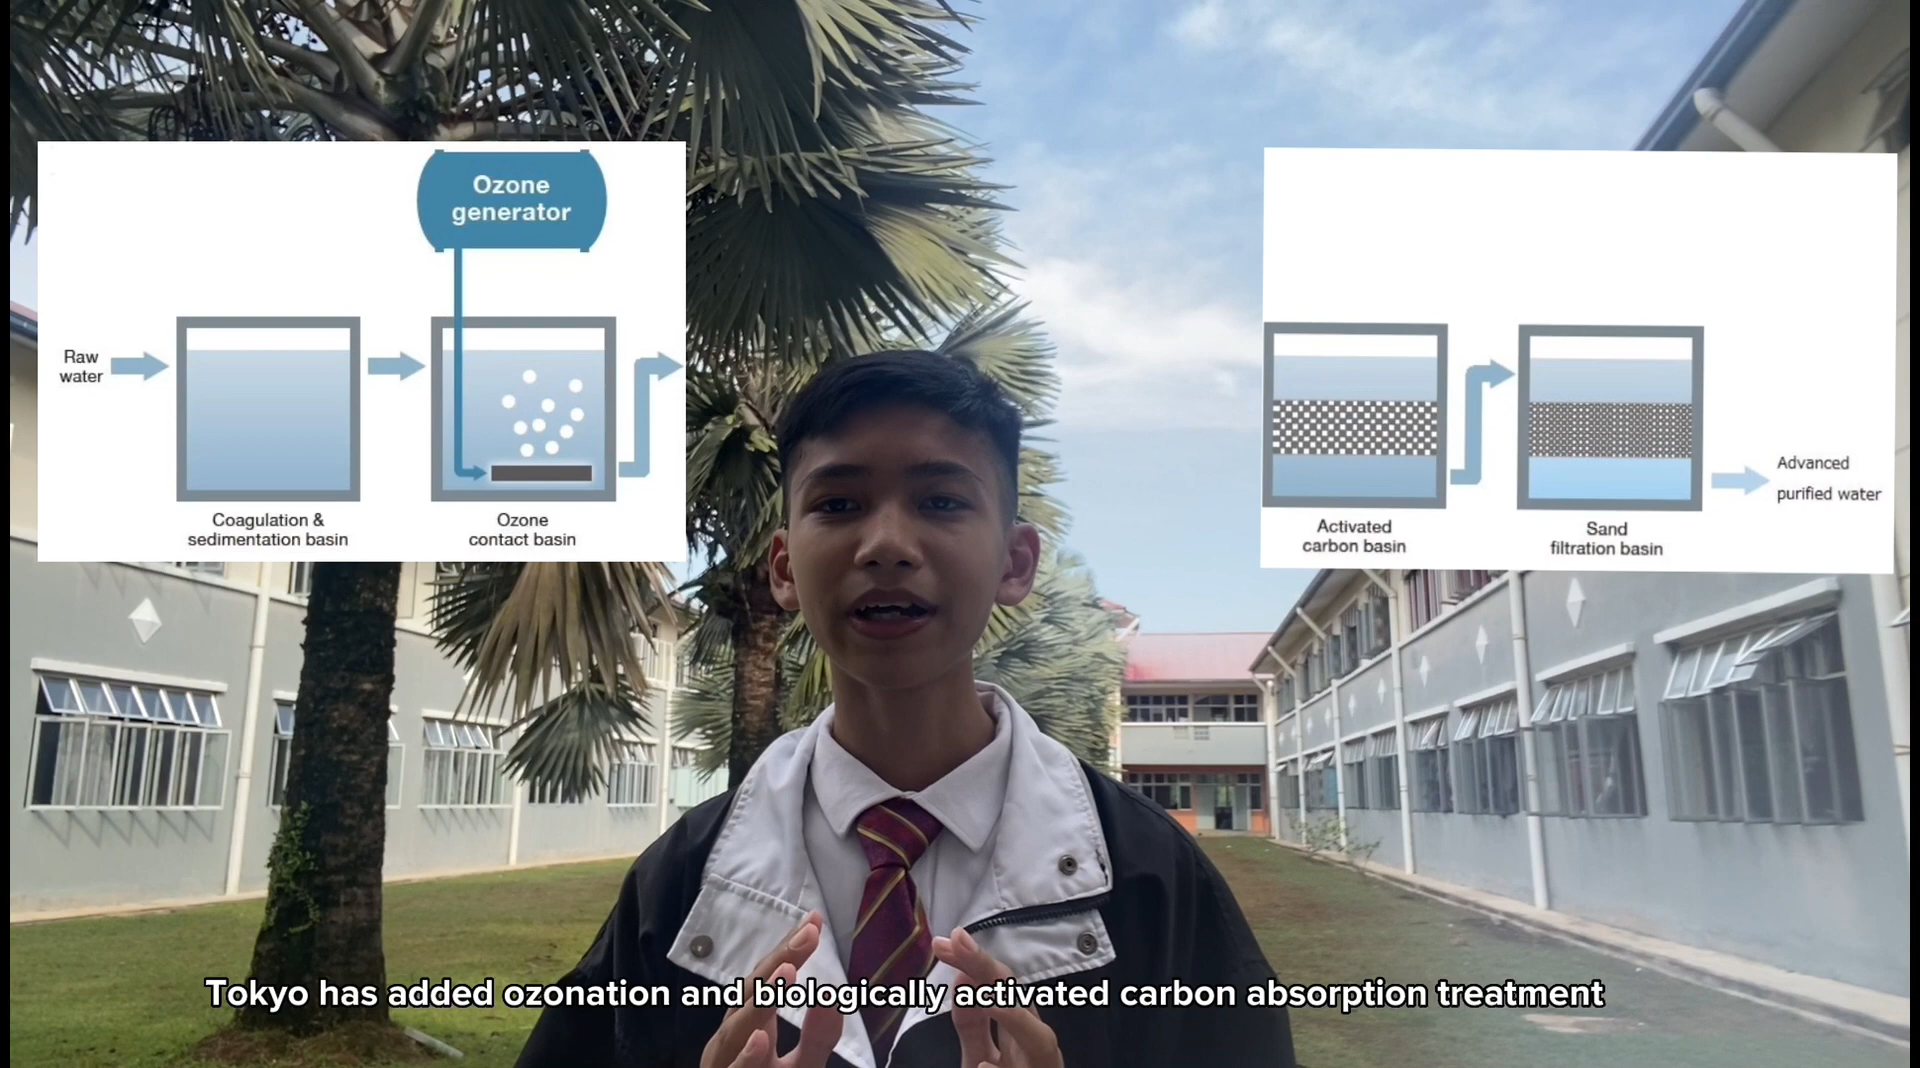 Ozone
generator
Raw
water
Coagulation &
sedimentation basin
Ozone
contact basin
Activated
carbon basin
Sand
filtration basin
Advanced
purified water
Tokyo has added ozonation and biologically activated carbon absorption treatment